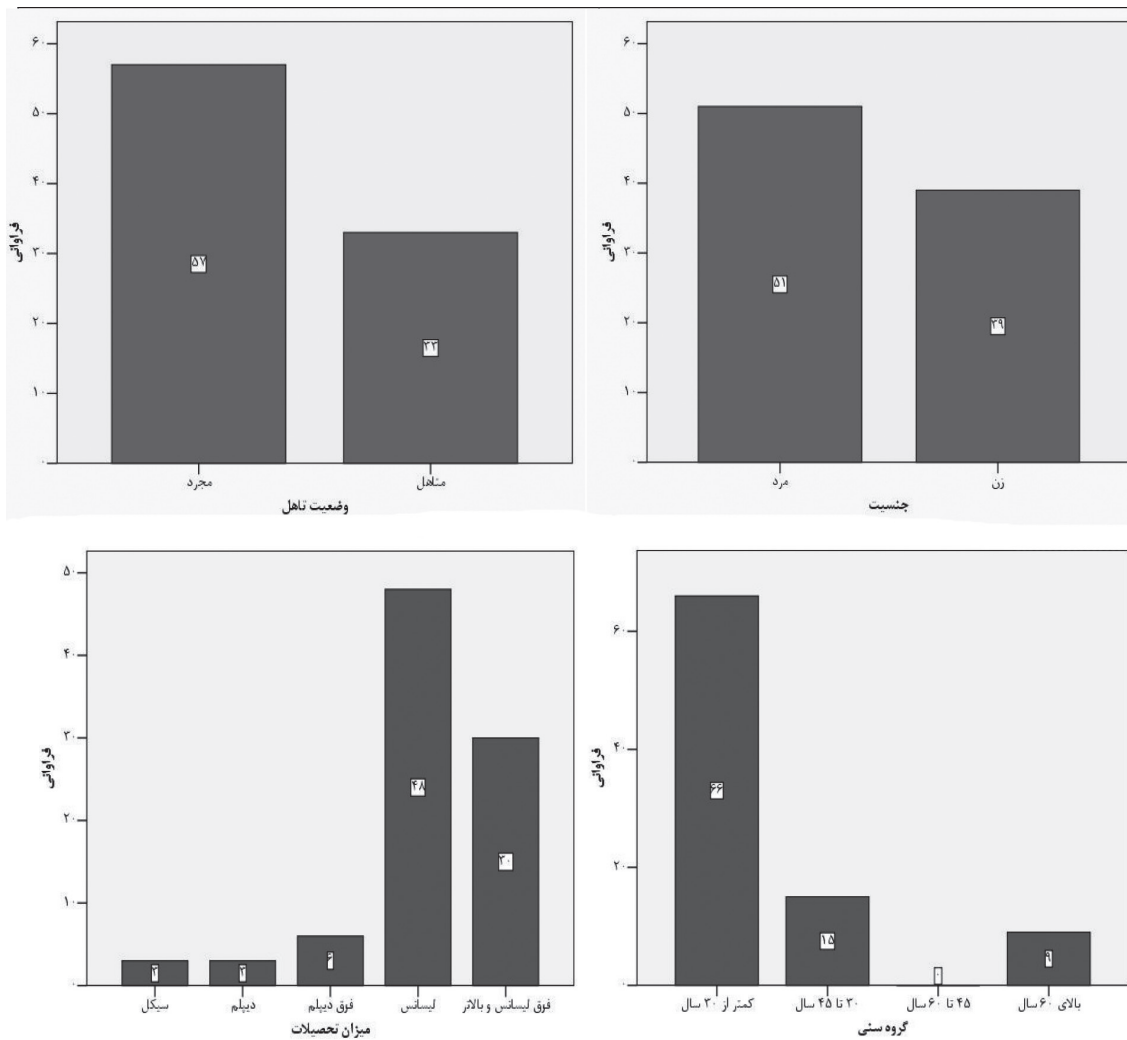 ۶۰
۵۰
۴۰
۳۰
۲۰
۱۰
۰
فراوانی
۵۷
۳۳
مجرد
متاهل
وضعیت تاهل
۶۰
۵۰
۴۰
۳۰
۲۰
۱۰
۰
فراوانی
۵۱
۳۹
مرد
زن
جنسیت
۵۰
۴۰
۳۰
۲۰
۱۰
۰
فراوانی
۳
۳
۶
۴۸
۳۰
سیکل
دیپلم
فوق دیپلم
لیسانس
فوق لیسانس و بالاتر
میزان تحصیلات
۶۰
۴۰
۲۰
۰
فراوانی
۶۶
۱۵
۰
۹
کمتر از ۳۰ سال
۳۰ تا ۴۵ سال
۴۵ تا ۶۰ سال
بالای ۶۰ سال
گروه سنی